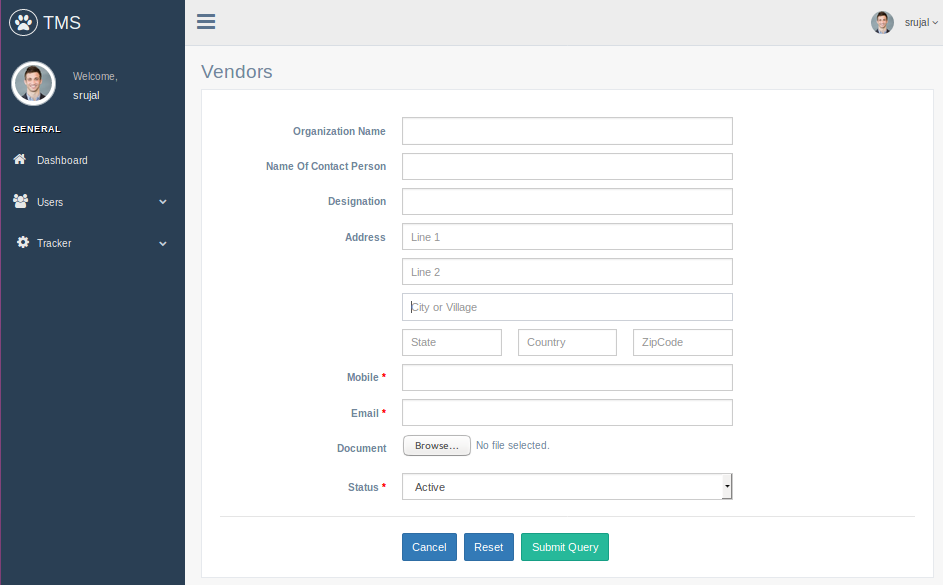 TMS
srujal
Welcome,
srujal
GENERAL
Dashboard
Users
Tracker
Vendors
Organization Name
Name Of Contact Person
Designation
Address
Line 1
Line 2
City or Village
State Country ZipCode
Mobile *
Email *
Document Browse... No file selected.
Status * Active
Cancel Reset Submit Query